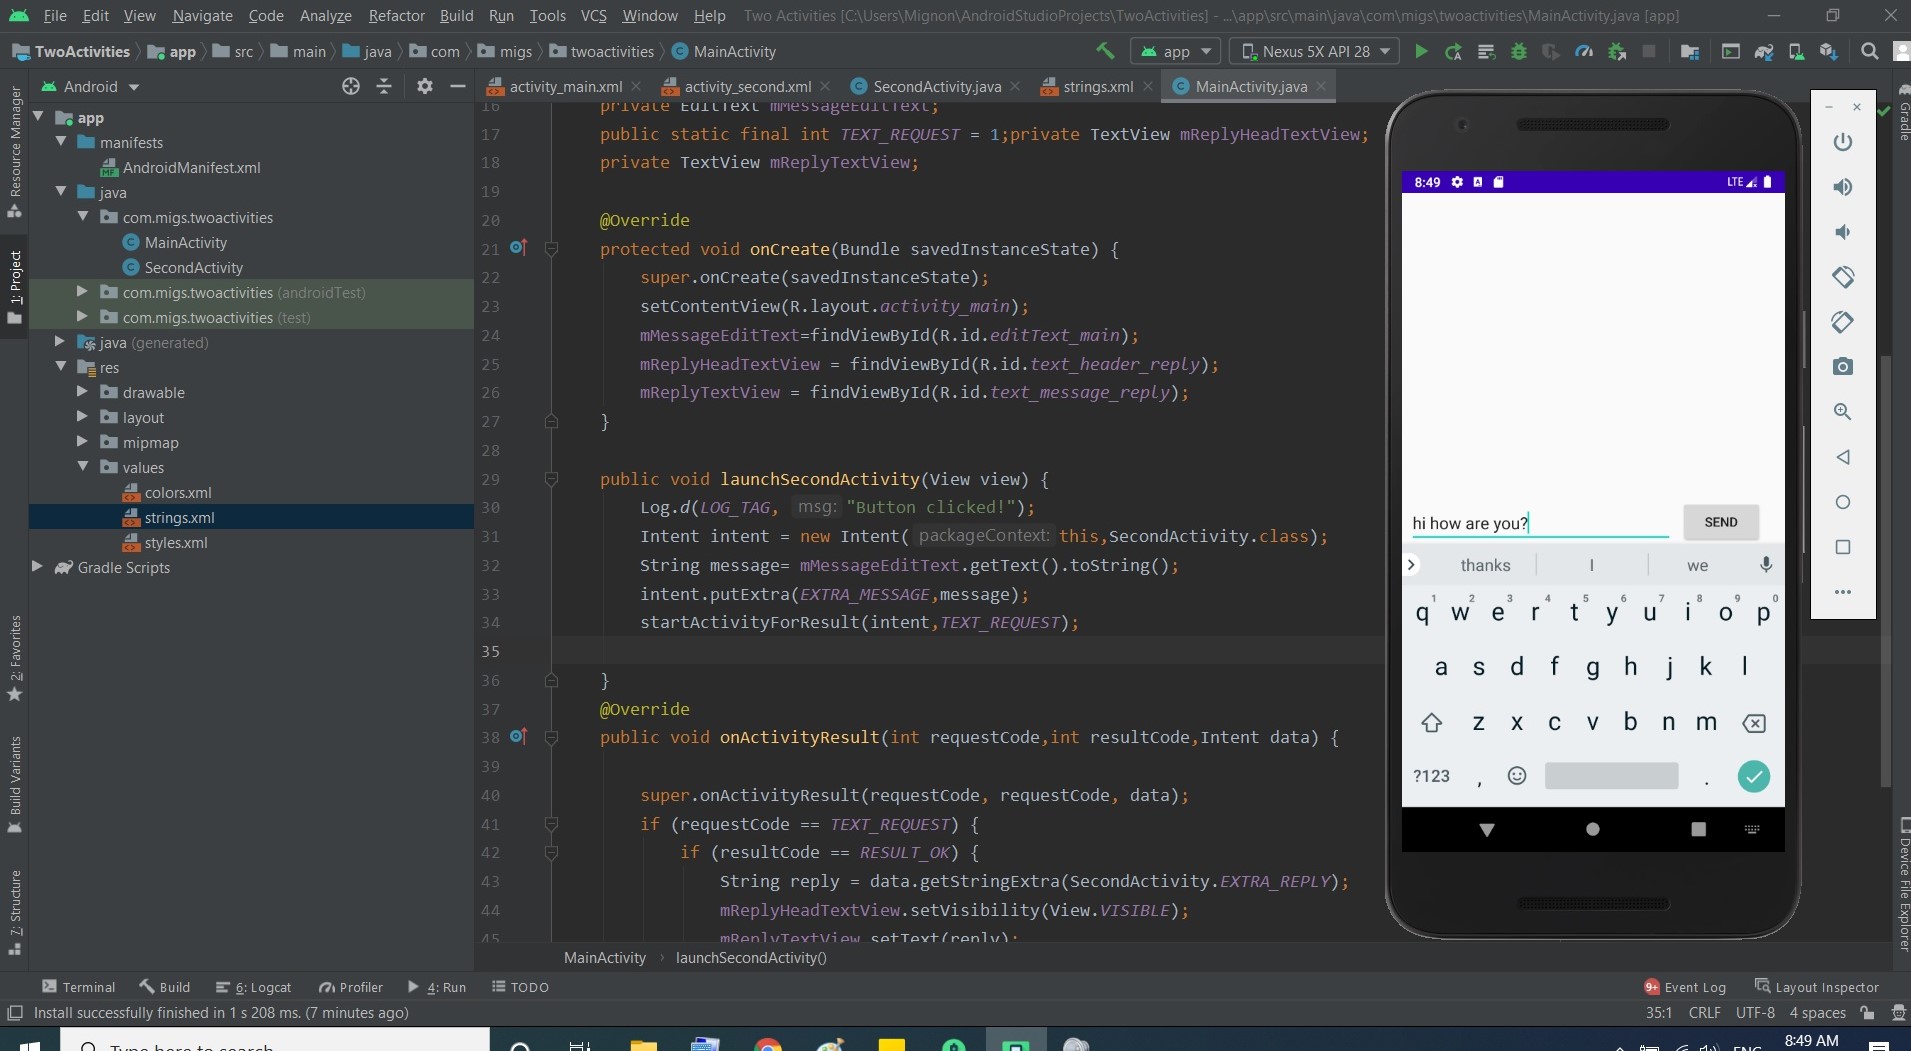 File Edit View Navigate Code Analyze Refactor Build Run Tools VCS Window Help Two Activities [C:\Users\Mignon\AndroidStudioProjects\TwoActivities] - ...\app\src\main\java\com\migs\twoactivities\MainActivity.java [app]
TwoActivities app src main java com migs twoactivities MainActivity app Nexus 5X API 28
Android
activity_main.xml activity_second.xml SecondActivity.java strings.xml MainActivity.java
Resource Manager
1: Project
2: Favorites
Build Variants
7: Structure
app
manifests
AndroidManifest.xml
java
com.migs.twoactivities
MainActivity
SecondActivity
com.migs.twoactivities (androidTest)
com.migs.twoactivities (test)
java (generated)
res
drawable
layout
mipmap
values
colors.xml
strings.xml
styles.xml
Gradle Scripts
16 private EditText mMessageEditText;
17 public static final int TEXT_REQUEST = 1;private TextView mReplyHeadTextView;
18 private TextView mReplyTextView;
19
20 @Override
21 protected void onCreate(Bundle savedInstanceState) {
22 super.onCreate(savedInstanceState);
23 setContentView(R.layout.activity_main);
24 mMessageEditText=findViewById(R.id.editText_main);
25 mReplyHeadTextView = findViewById(R.id.text_header_reply);
26 mReplyTextView = findViewById(R.id.text_message_reply);
27 }
28
29 public void launchSecondActivity(View view) {
30 Log.d(LOG_TAG, msg: "Button clicked!");
31 Intent intent = new Intent( packageContext: this,SecondActivity.class);
32 String message= mMessageEditText.getText().toString();
33 intent.putExtra(EXTRA_MESSAGE,message);
34 startActivityForResult(intent,TEXT_REQUEST);
35
36 }
37 @Override
38 public void onActivityResult(int requestCode,int resultCode,Intent data) {
39
40 super.onActivityResult(requestCode, requestCode, data);
41 if (requestCode == TEXT_REQUEST) {
42 if (resultCode == RESULT_OK) {
43 String reply = data.getStringExtra(SecondActivity.EXTRA_REPLY);
44 mReplyHeadTextView.setVisibility(View.VISIBLE);
45 mReplyTextView.setText(reply);
MainActivity launchSecondActivity()
8:49 LTE
hi how are you? SEND
thanks I we
1 2 3 4 5 6 7 8 9 0
q w e r t y u i o p
a s d f g h j k l
z x c v b n m
?123 , .
Gradle
Device File Explorer
Terminal Build 6: Logcat Profiler 4: Run TODO 9+ Event Log Layout Inspector
Install successfully finished in 1 s 208 ms. (7 minutes ago) 35:1 CRLF UTF-8 4 spaces
Type here to search ENG 8:49 AM